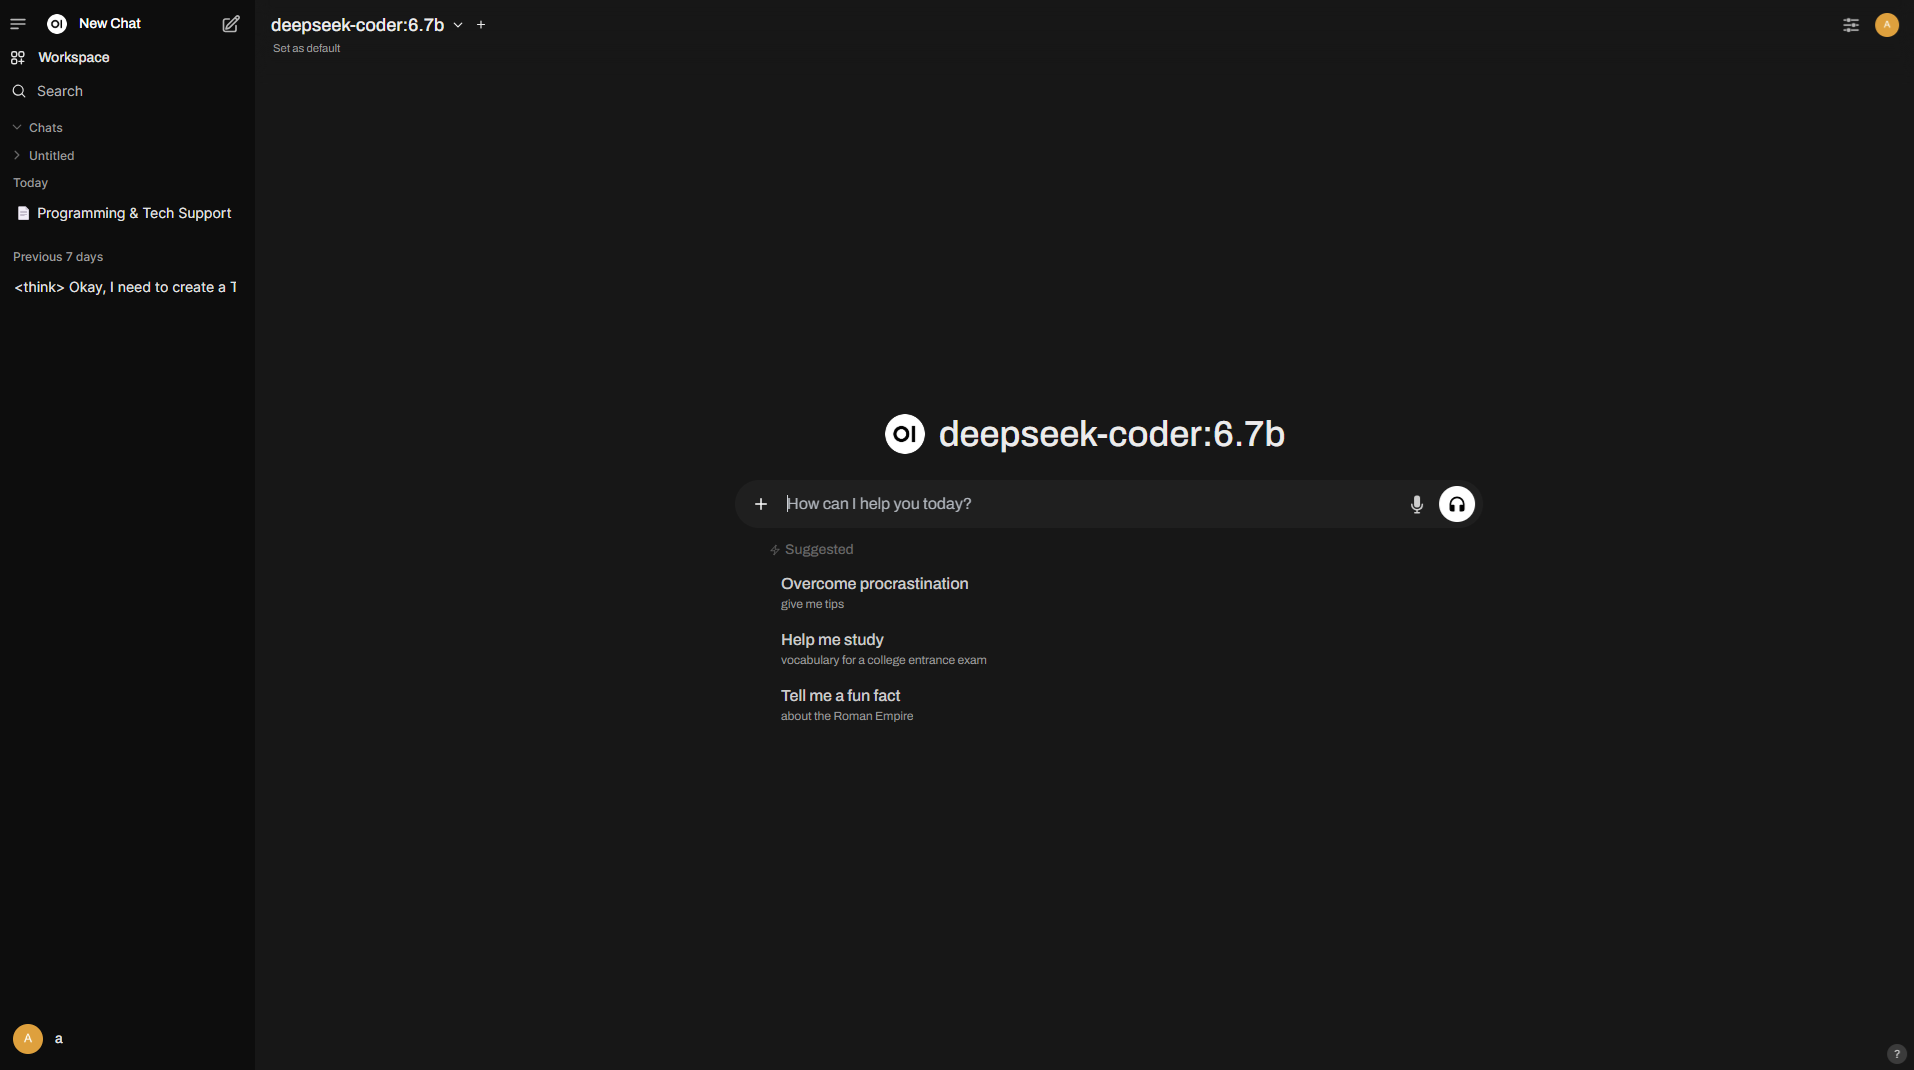 OI New Chat
Workspace
Search
Chats
Untitled
Today
Programming & Tech Support
Previous 7 days
<think> Okay, I need to create a T
A a
deepseek-coder:6.7b
Set as default
A
OI deepseek-coder:6.7b
How can I help you today?
Suggested
Overcome procrastination
give me tips
Help me study
vocabulary for a college entrance exam
Tell me a fun fact
about the Roman Empire
?